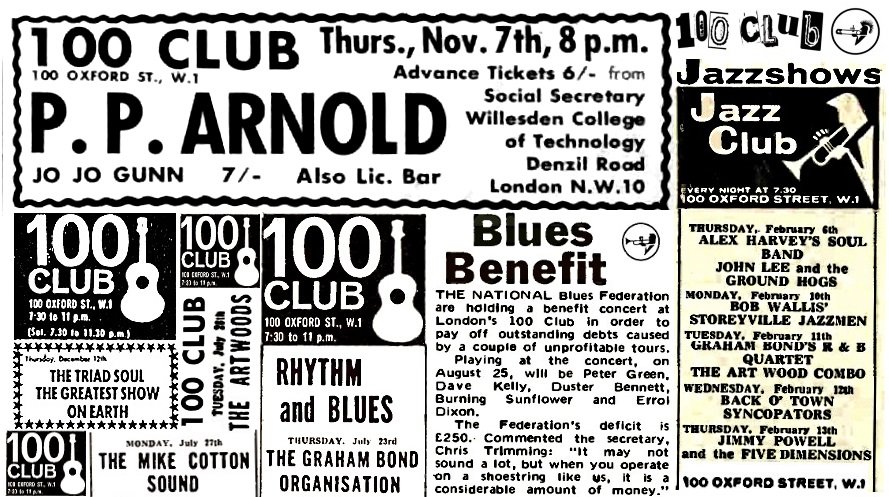 100 CLUB
100 OXFORD ST., W.1
Thurs., Nov. 7th, 8 p.m.
Advance Tickets 6/- from
Social Secretary
Willesden College
of Technology
Denzil Road
London N.W.10
P. P. ARNOLD
JO JO GUNN 7/- Also Lic. Bar
100 CLUB
Jazzshows
Jazz
Club
EVERY NIGHT AT 7.30
100 OXFORD STREET, W.1
THURSDAY, February 6th
ALEX HARVEY'S SOUL
BAND
JOHN LEE and the
GROUND HOGS
MONDAY, February 10th
BOB WALLIS'
STOREYVILLE JAZZMEN
TUESDAY, February 11th
GRAHAM BOND'S R & B
QUARTET
THE ART WOOD COMBO
WEDNESDAY, February 12th
BACK O' TOWN
SYNCOPATORS
THURSDAY, February 13th
JIMMY POWELL
and the FIVE DIMENSIONS
100 OXFORD STREET, W.1
100
CLUB
100 OXFORD ST., W.1
7-30 to 11 p.m.
(Sat. 7.30 to 11.30 p.m.)
Thursday, December 12th
THE TRIAD SOUL
THE GREATEST SHOW
ON EARTH
100
CLUB
100 OXFORD ST., W.1
7-30 to 11 p.m.
100 CLUB
TUESDAY, July 28th
THE ARTWOODS
100
CLUB
100 OXFORD ST., W.1
7:30 to 11 p.m.
RHYTHM
and BLUES
THURSDAY, July 23rd
THE GRAHAM BOND
ORGANISATION
100
CLUB
100 OXFORD ST., W.1
7-30 to 11 p.m.
MONDAY, July 27th
THE MIKE COTTON
SOUND
Blues
Benefit
THE NATIONAL Blues Federation
are holding a benefit concert at
London's 100 Club in order to
pay off outstanding debts caused
by a couple of unprofitable tours.
Playing at the concert, on
August 25, will be Peter Green,
Dave Kelly, Duster Bennett,
Burning Sunflower and Errol
Dixon.
The Federation's deficit is
£250. Commented the secretary,
Chris Trimming: "It may not
sound a lot, but when you operate
on a shoestring like us, it is a
considerable amount of money."